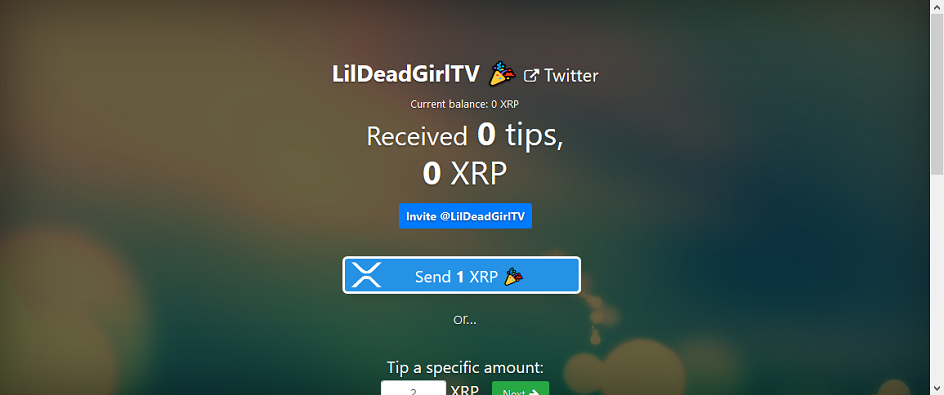 LilDeadGirlTV Twitter
Current balance: 0 XRP
Received 0 tips,
0 XRP
Invite @LilDeadGirlTV
Send 1 XRP
or...
Tip a specific amount:
2 XRP Next